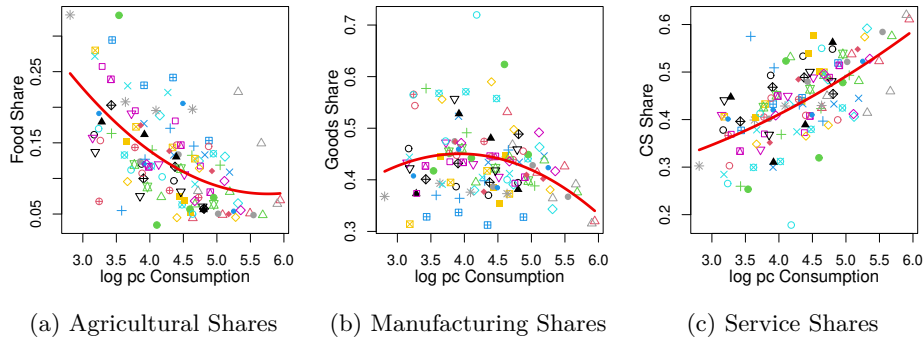 Food Share
0.05 0.15 0.25
3.0 3.5 4.0 4.5 5.0 5.5 6.0
log pc Consumption
(a) Agricultural Shares
Goods Share
0.3 0.4 0.5 0.6 0.7
3.0 3.5 4.0 4.5 5.0 5.5 6.0
log pc Consumption
(b) Manufacturing Shares
CS Share
0.2 0.3 0.4 0.5 0.6
3.0 3.5 4.0 4.5 5.0 5.5 6.0
log pc Consumption
(c) Service Shares